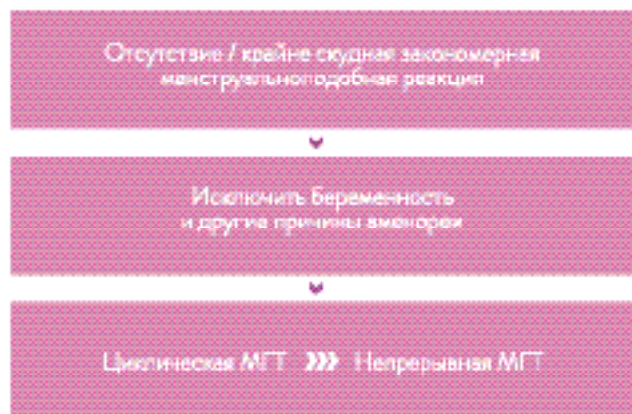 Отсутствие / крайне скудная закономерная
менструальноподобная реакция
Исключить беременность
и другие причины аменореи
Циклическая МГТ »» Непрерывная МГТ